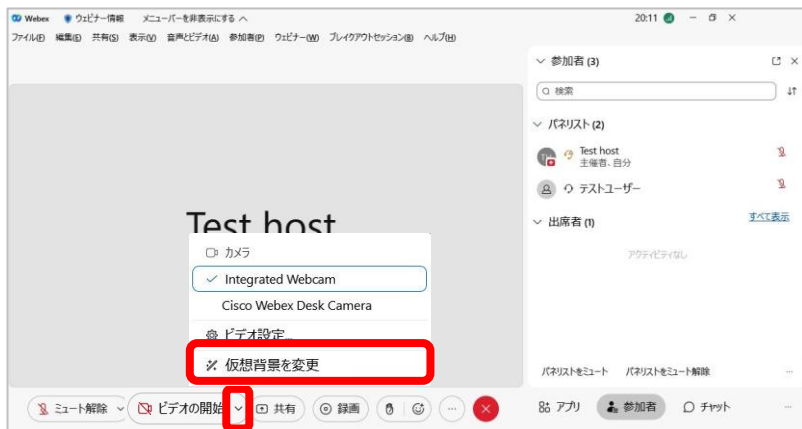 Webex ウェビナー情報 メニューバーを非表示にする 20:11
ファイル(F) 編集(E) 共有(S) 表示(V) 音声とビデオ(A) 参加者(P) ウェビナー(W) ブレイクアウトセッション(B) ヘルプ(H)
参加者 (3)
検索
パネリスト (2)
Test host
主催者、自分
テストユーザー
出席者 (1) すべて表示
アクティビティなし
Test host
カメラ
Integrated Webcam
Cisco Webex Desk Camera
ビデオ設定...
仮想背景を変更
パネリストをミュート パネリストをミュート解除 ...
ミュート解除 ビデオの開始 共有 録画 ... アプリ 参加者 チャット ...